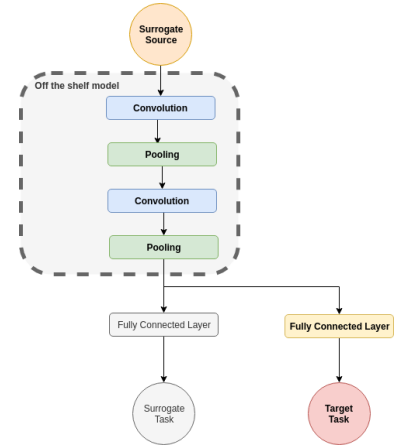 Surrogate
Source
Off the shelf model
Convolution
Pooling
Convolution
Pooling
Fully Connected Layer
Fully Connected Layer
Surrogate
Task
Target
Task